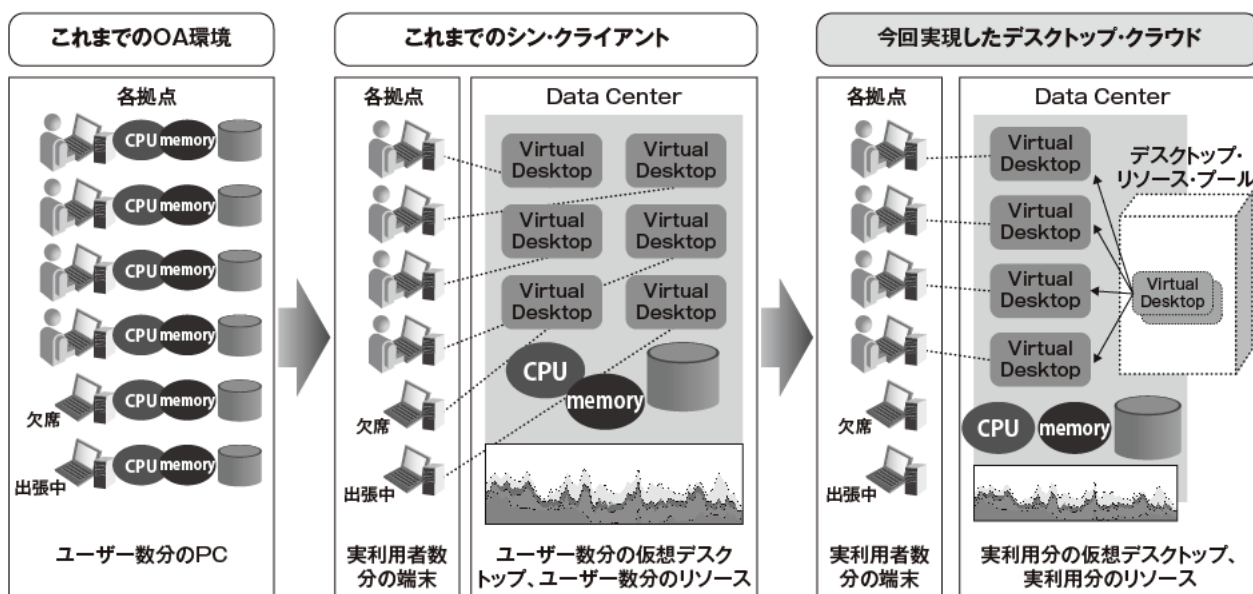 これまでのOA環境
各拠点
CPU memory
CPU memory
CPU memory
CPU memory
CPU memory
欠席
CPU memory
出張中
ユーザー数分のPC
これまでのシン・クライアント
各拠点
欠席
出張中
実利用者数
分の端末
Data Center
Virtual
Desktop
Virtual
Desktop
Virtual
Desktop
Virtual
Desktop
Virtual
Desktop
Virtual
Desktop
CPU
memory
ユーザー数分の仮想デスク
トップ、ユーザー数分のリソース
今回実現したデスクトップ・クラウド
各拠点
欠席
出張中
実利用者数
分の端末
Data Center
Virtual
Desktop
Virtual
Desktop
Virtual
Desktop
Virtual
Desktop
デスクトップ・
リソース・プール
Virtual
Desktop
CPU
memory
実利用分の仮想デスクトップ、
実利用分のリソース